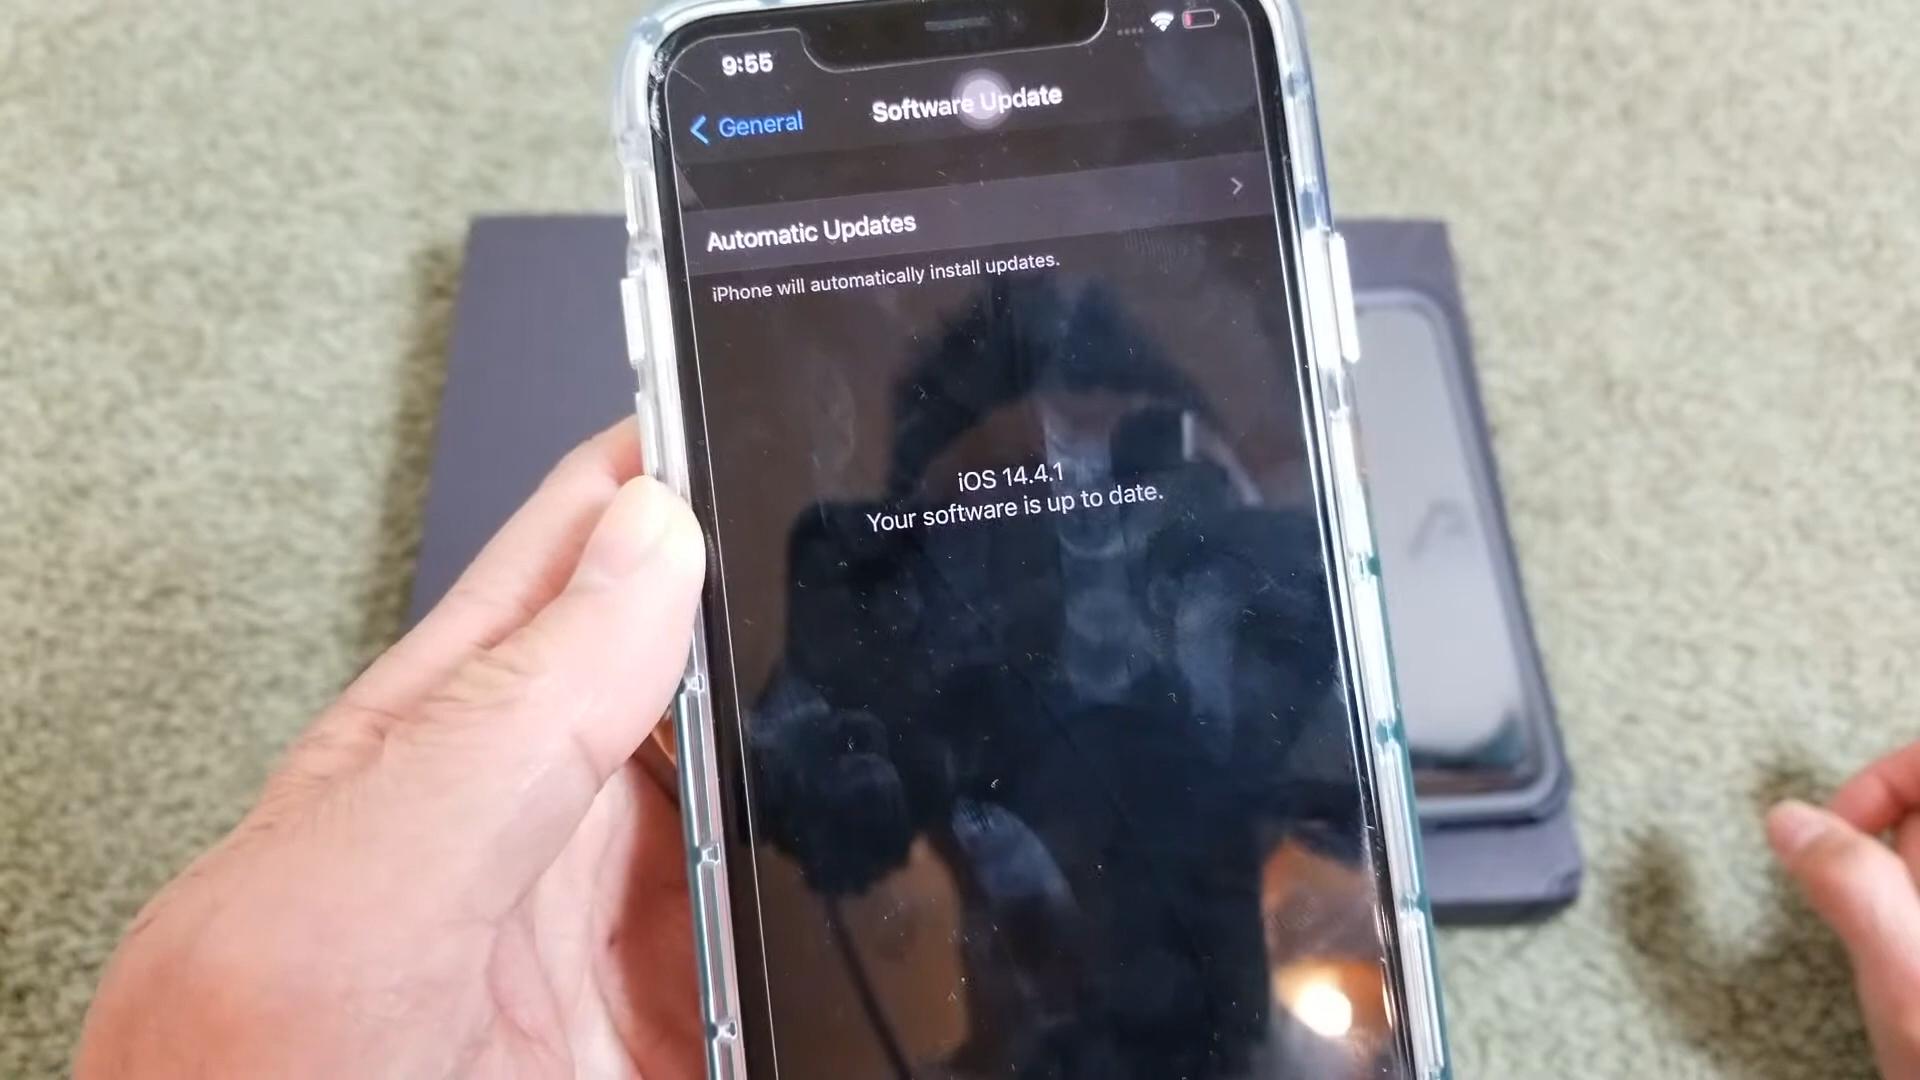 9:55
General
Software Update
Automatic Updates
iPhone will automatically install updates.
iOS 14.4.1
Your software is up to date.